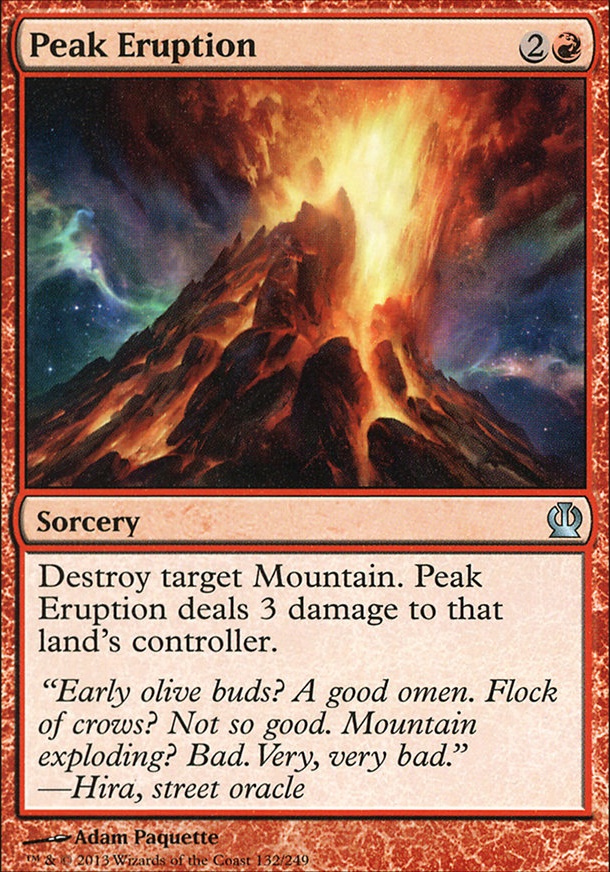 Peak Eruption 2
Sorcery
Destroy target Mountain. Peak
Eruption deals 3 damage to that
land's controller.
“Early olive buds? A good omen. Flock
of crows? Not so good. Mountain
exploding? Bad. Very, very bad.”
—Hira, street oracle
Adam Paquette
™ & © 2013 Wizards of the Coast 132/249